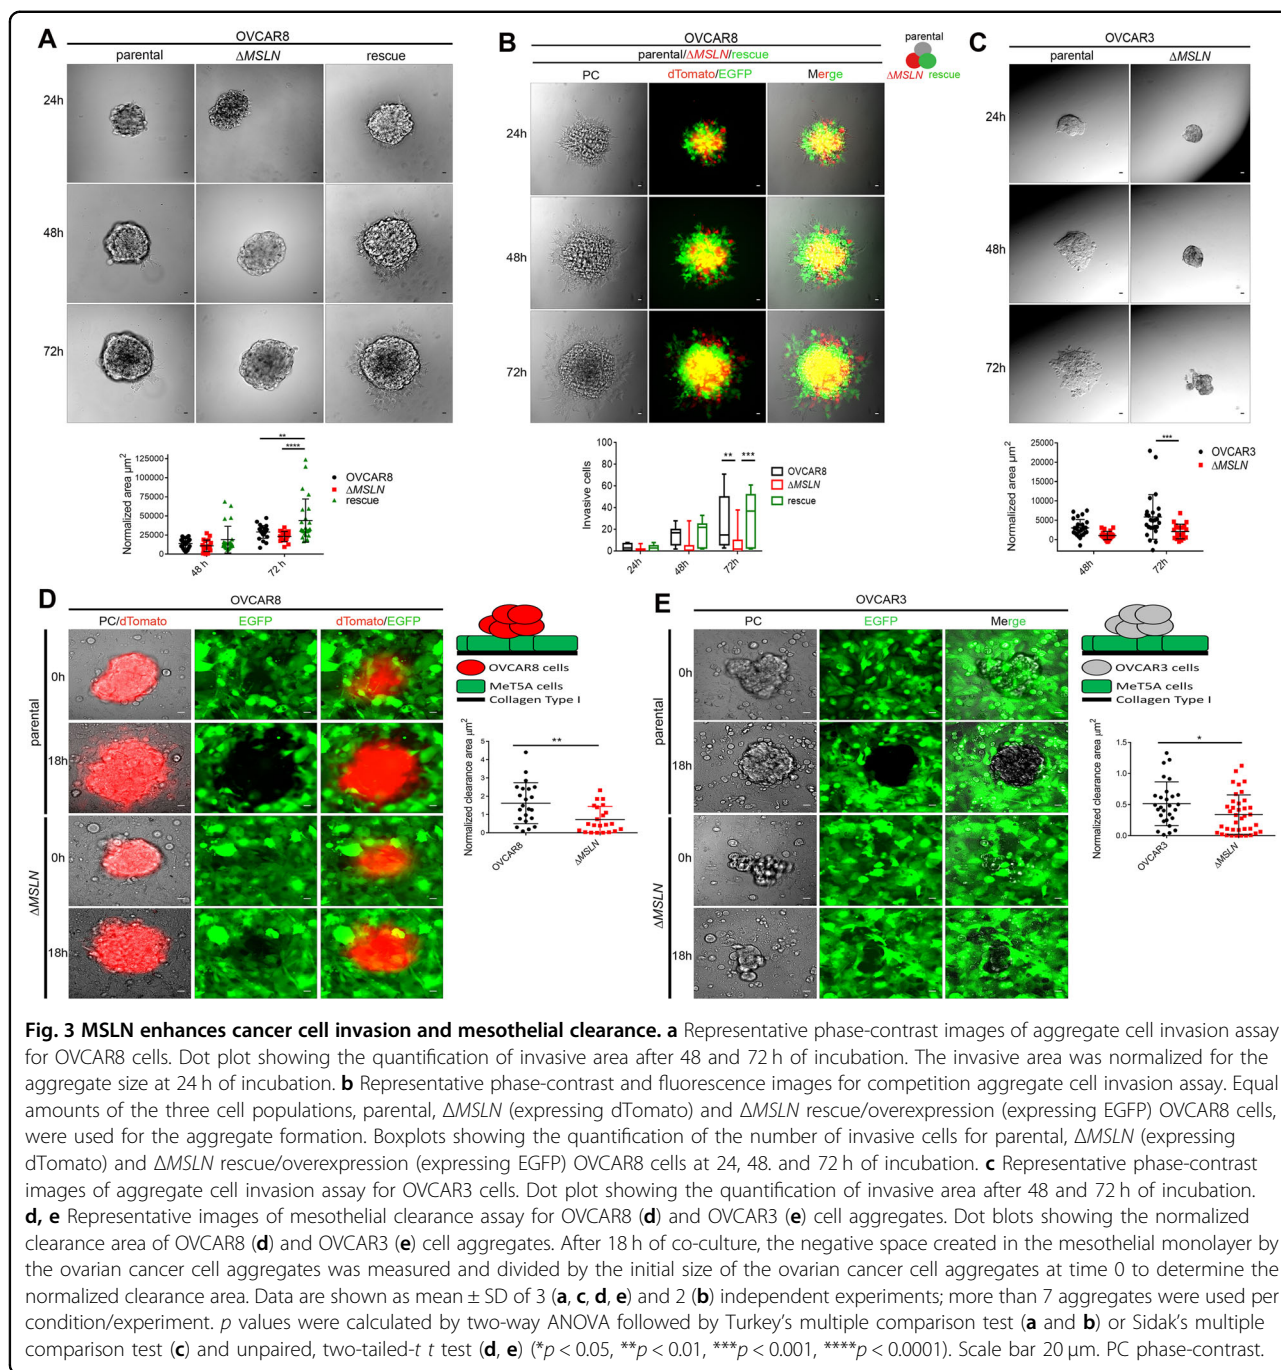 A
OVCAR8
parental
ΔMSLN
rescue
24h
48h
72h
Normalized area µm²
125000
100000
75000
50000
25000
0
48 h
72 h
**
****
OVCAR8
ΔMSLN
rescue
B
OVCAR8
parental/ΔMSLN/rescue
PC
dTomato/EGFP
Merge
parental
ΔMSLN
rescue
24h
48h
72h
Invasive cells
100
80
60
40
20
0
24h
48h
72h
**
***
OVCAR8
ΔMSLN
rescue
C
OVCAR3
parental
ΔMSLN
24h
48h
72h
Normalized area µm²
25000
20000
15000
10000
5000
0
48h
72h
***
OVCAR3
ΔMSLN
D
OVCAR8
PC/dTomato
EGFP
dTomato/EGFP
parental
0h
18h
ΔMSLN
0h
18h
OVCAR8 cells
MeT5A cells
Collagen Type I
Normalized clearance area µm²
5
4
3
2
1
0
**
OVCAR8
ΔMSLN
E
OVCAR3
PC
EGFP
Merge
parental
0h
18h
ΔMSLN
0h
18h
OVCAR3 cells
MeT5A cells
Collagen Type I
Normalized clearance area µm²
1.5
1.0
0.5
0.0
*
OVCAR3
ΔMSLN
Fig. 3 MSLN enhances cancer cell invasion and mesothelial clearance. a Representative phase-contrast images of aggregate cell invasion assay
for OVCAR8 cells. Dot plot showing the quantification of invasive area after 48 and 72 h of incubation. The invasive area was normalized for the
aggregate size at 24 h of incubation. b Representative phase-contrast and fluorescence images for competition aggregate cell invasion assay. Equal
amounts of the three cell populations, parental, ΔMSLN (expressing dTomato) and ΔMSLN rescue/overexpression (expressing EGFP) OVCAR8 cells,
were used for the aggregate formation. Boxplots showing the quantification of the number of invasive cells for parental, ΔMSLN (expressing
dTomato) and ΔMSLN rescue/overexpression (expressing EGFP) OVCAR8 cells at 24, 48. and 72 h of incubation. c Representative phase-contrast
images of aggregate cell invasion assay for OVCAR3 cells. Dot plot showing the quantification of invasive area after 48 and 72 h of incubation.
d, e Representative images of mesothelial clearance assay for OVCAR8 (d) and OVCAR3 (e) cell aggregates. Dot blots showing the normalized
clearance area of OVCAR8 (d) and OVCAR3 (e) cell aggregates. After 18 h of co-culture, the negative space created in the mesothelial monolayer by
the ovarian cancer cell aggregates was measured and divided by the initial size of the ovarian cancer cell aggregates at time 0 to determine the
normalized clearance area. Data are shown as mean ± SD of 3 (a, c, d, e) and 2 (b) independent experiments; more than 7 aggregates were used per
condition/experiment. p values were calculated by two-way ANOVA followed by Turkey's multiple comparison test (a and b) or Sidak's multiple
comparison test (c) and unpaired, two-tailed-t t test (d, e) (*p < 0.05, **p < 0.01, ***p < 0.001, ****p < 0.0001). Scale bar 20 µm. PC phase-contrast.